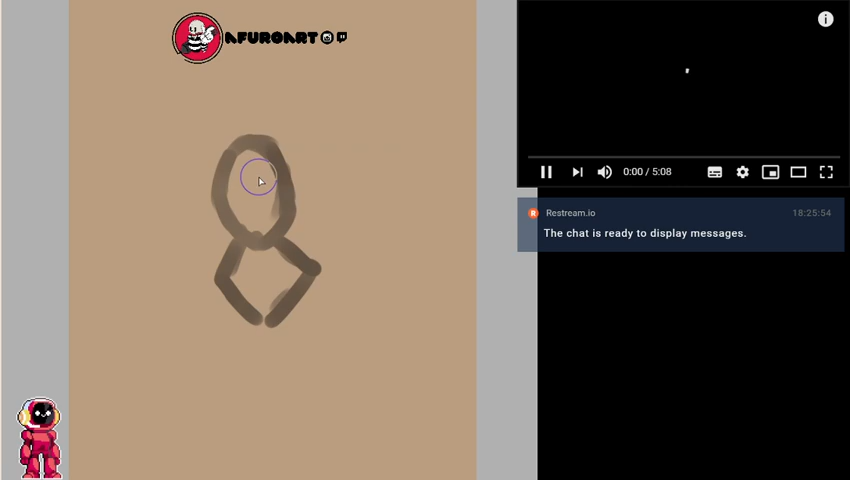 AFUROART
0:00 / 5:08
Restream.io 18:25:54
The chat is ready to display messages.